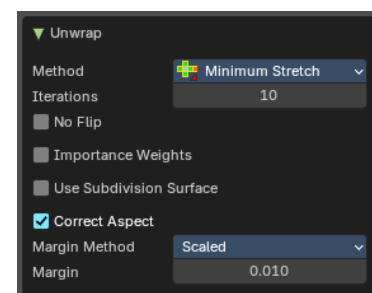 Unwrap
Method Minimum Stretch
Iterations 10
No Flip
Importance Weights
Use Subdivision Surface
Correct Aspect
Margin Method Scaled
Margin 0.010